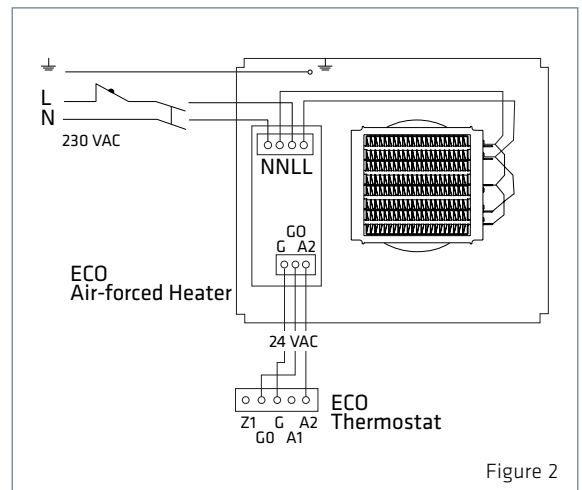 L
N
230 VAC
NNLL
G0
G A2
ECO
Air-forced Heater
24 VAC
ECO
Thermostat
Z1 G A2
G0 A1
Figure 2